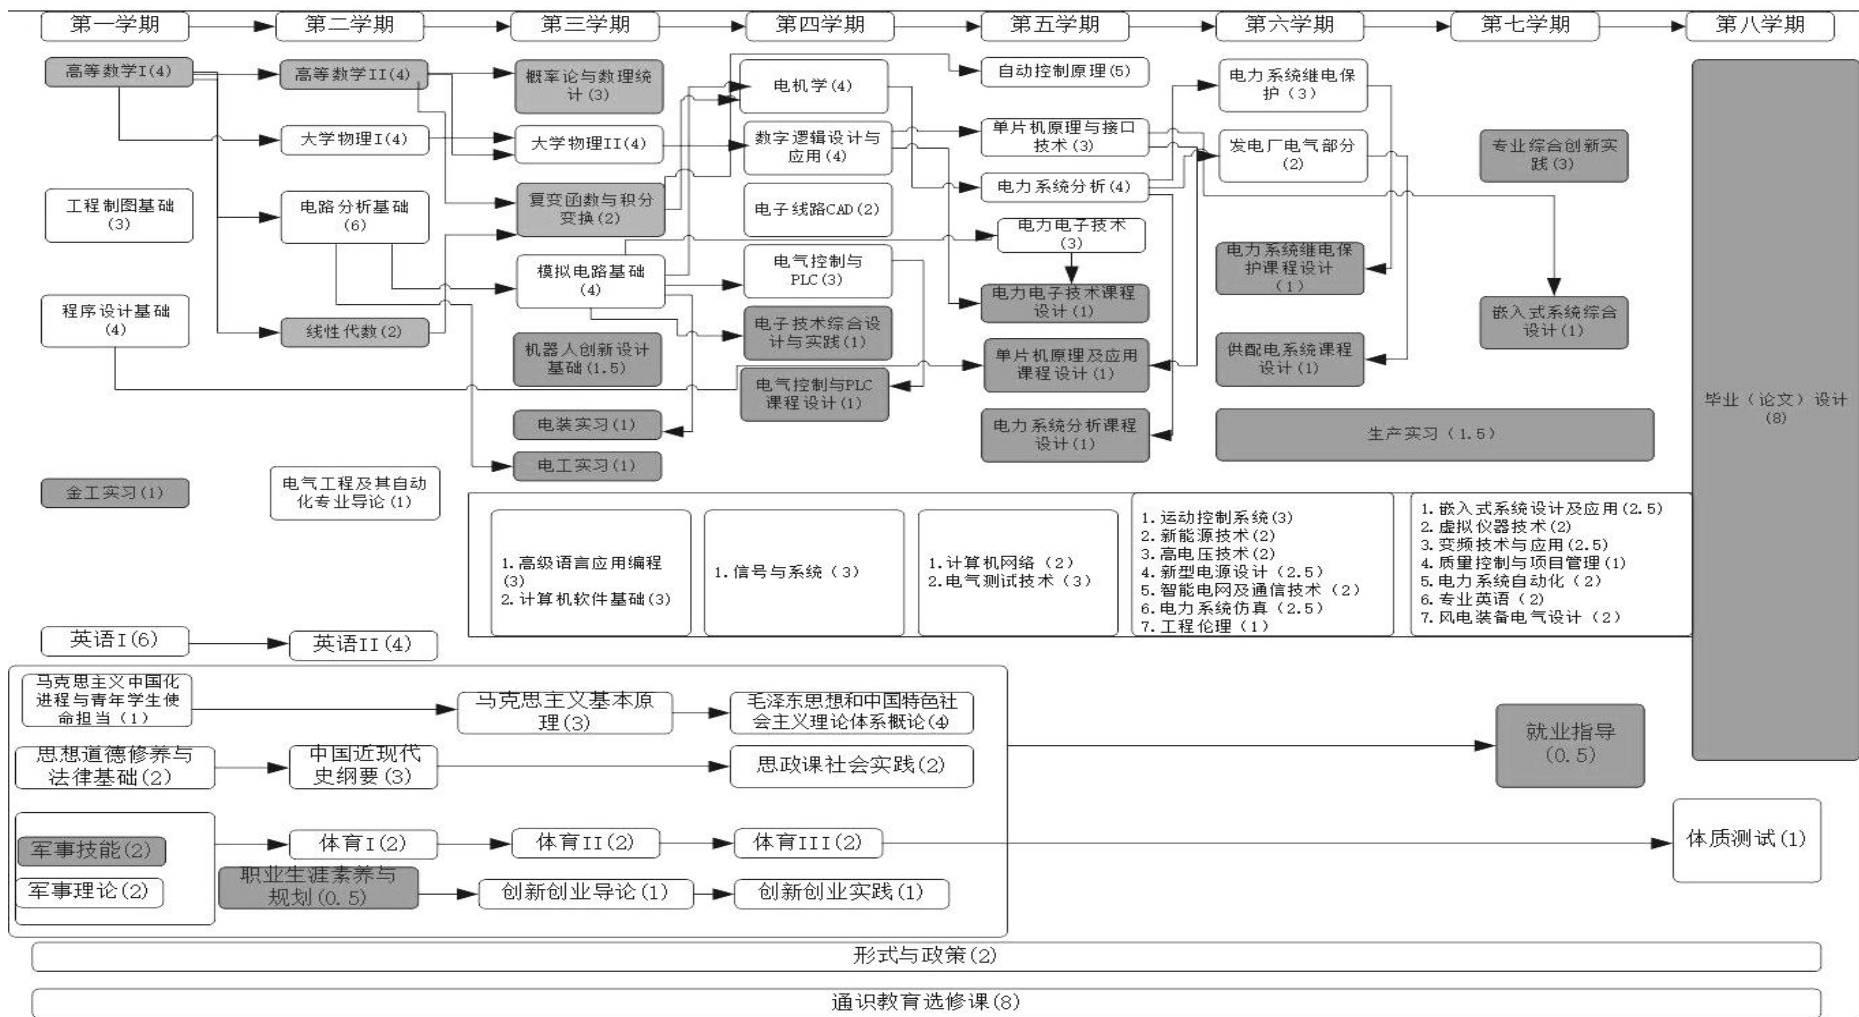 第一学期
第二学期
第三学期
第四学期
第五学期
第六学期
第七学期
第八学期
高等数学I(4)
高等数学II(4)
概率论与数理统
计(3)
电机学(4)
自动控制原理(5)
电力系统继电保
护(3)
大学物理I(4)
大学物理II(4)
数字逻辑设计与
应用(4)
单片机原理与接口
技术(3)
发电厂电气部分
(2)
专业综合创新实
践(3)
工程制图基础
(3)
电路分析基础
(6)
复变函数与积分
变换(2)
电子线路CAD(2)
电力系统分析(4)
电力电子技术
(3)
模拟电路基础
(4)
电气控制与
PLC(3)
电力系统继电保
护课程设计
(1)
程序设计基础
(4)
线性代数(2)
机器人创新设计
基础(1.5)
电子技术综合设
计与实践(1)
电力电子技术课程
设计(1)
嵌入式系统综合
设计(1)
电气控制与PLC
课程设计(1)
单片机原理及应用
课程设计(1)
供配电系统课程
设计(1)
毕业（论文）设计
(8)
电装实习(1)
电力系统分析课程
设计(1)
生产实习（1.5）
电工实习(1)
金工实习(1)
电气工程及其自动
化专业导论(1)
1.高级语言应用编程
(3)
2.计算机软件基础(3)
1.信号与系统（3）
1.计算机网络（2）
2.电气测试技术（3）
1.运动控制系统(3)
2.新能源技术(2)
3.高电压技术(2)
4.新型电源设计（2.5）
5.智能电网及通信技术（2）
6.电力系统仿真（2.5）
7.工程伦理（1）
1.嵌入式系统设计及应用(2.5)
2.虚拟仪器技术(2)
3.变频技术与应用(2.5)
4.质量控制与项目管理(1)
5.电力系统自动化（2）
6.专业英语（2）
7.风电装备电气设计（2）
英语I(6)
英语II(4)
马克思主义中国化
进程与青年学生使
命担当（1）
马克思主义基本原
理(3)
毛泽东思想和中国特色社
会主义理论体系概论(4)
思想道德修养与
法律基础(2)
中国近现代
史纲要(3)
思政课社会实践(2)
就业指导
(0.5)
军事技能(2)
体育I(2)
体育II(2)
体育III(2)
体质测试(1)
军事理论(2)
职业生涯素养与
规划(0.5)
创新创业导论(1)
创新创业实践(1)
形式与政策(2)
通识教育选修课(8)